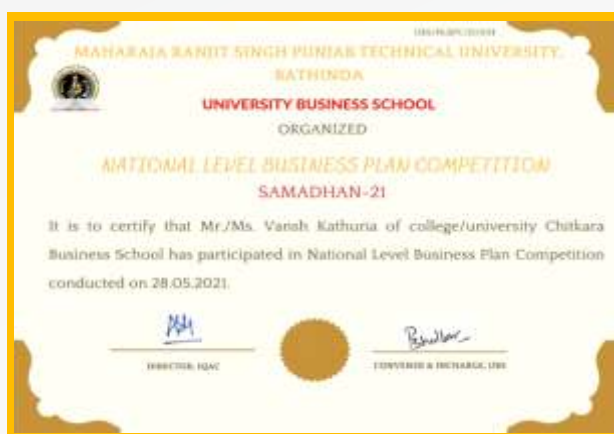 MAHARAJA RANJIT SINGH PUNJAB TECHNICAL UNIVERSITY,
BATHINDA
UNIVERSITY BUSINESS SCHOOL
ORGANIZED
NATIONAL LEVEL BUSINESS PLAN COMPETITION
SAMADHAN-21
It is to certify that Mr./Ms. Vansh Kathuria of college/university Chitkara
Business School has participated in National Level Business Plan Competition
conducted on 28.05.2021.
DIRECTOR, IQAC
CONVENER & INCHARGE, UBS